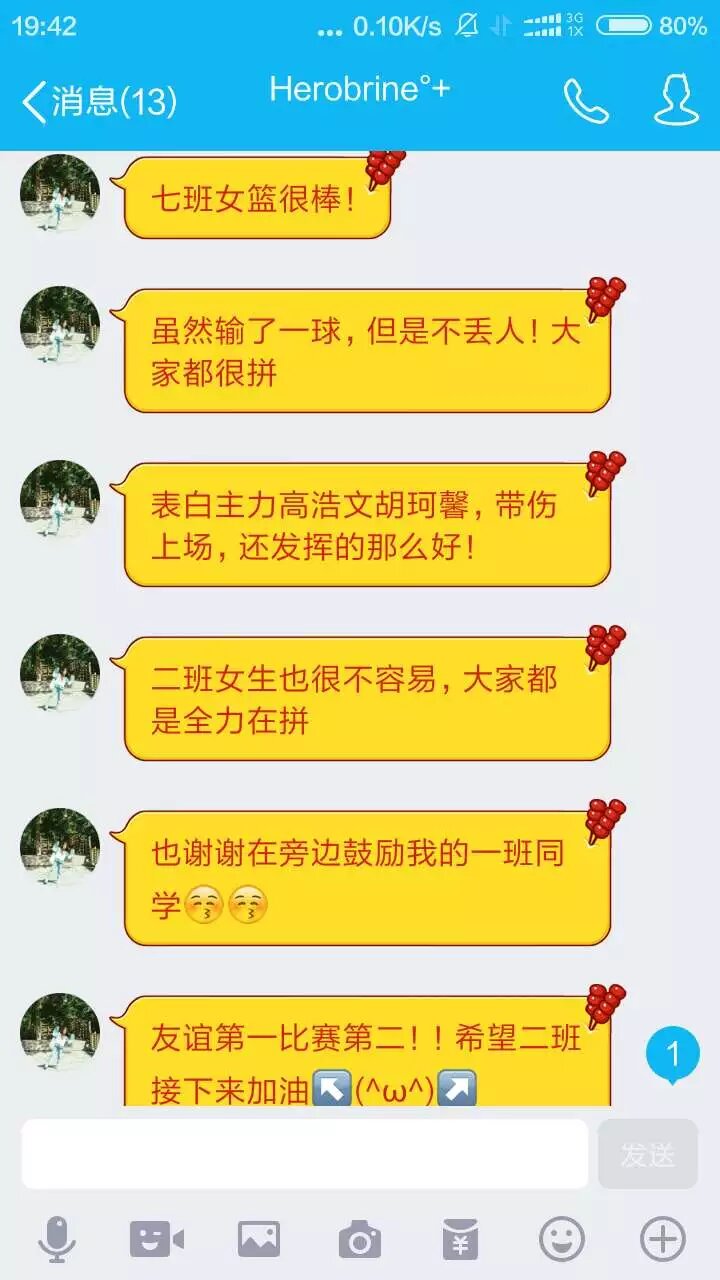 19:42
... 0.10K/s 3G 1X 80%
消息(13)
Herobrine°+
七班女篮很棒！
虽然输了一球，但是不丢人！大
家都很拼
表白主力高浩文胡珂馨，带伤
上场，还发挥的那么好！
二班女生也很不容易，大家都
是全力在拼
也谢谢在旁边鼓励我的一班同
学😚😚
友谊第一比赛第二！！希望二班
接下来加油↖(^ω^)↗
1
发送
¥